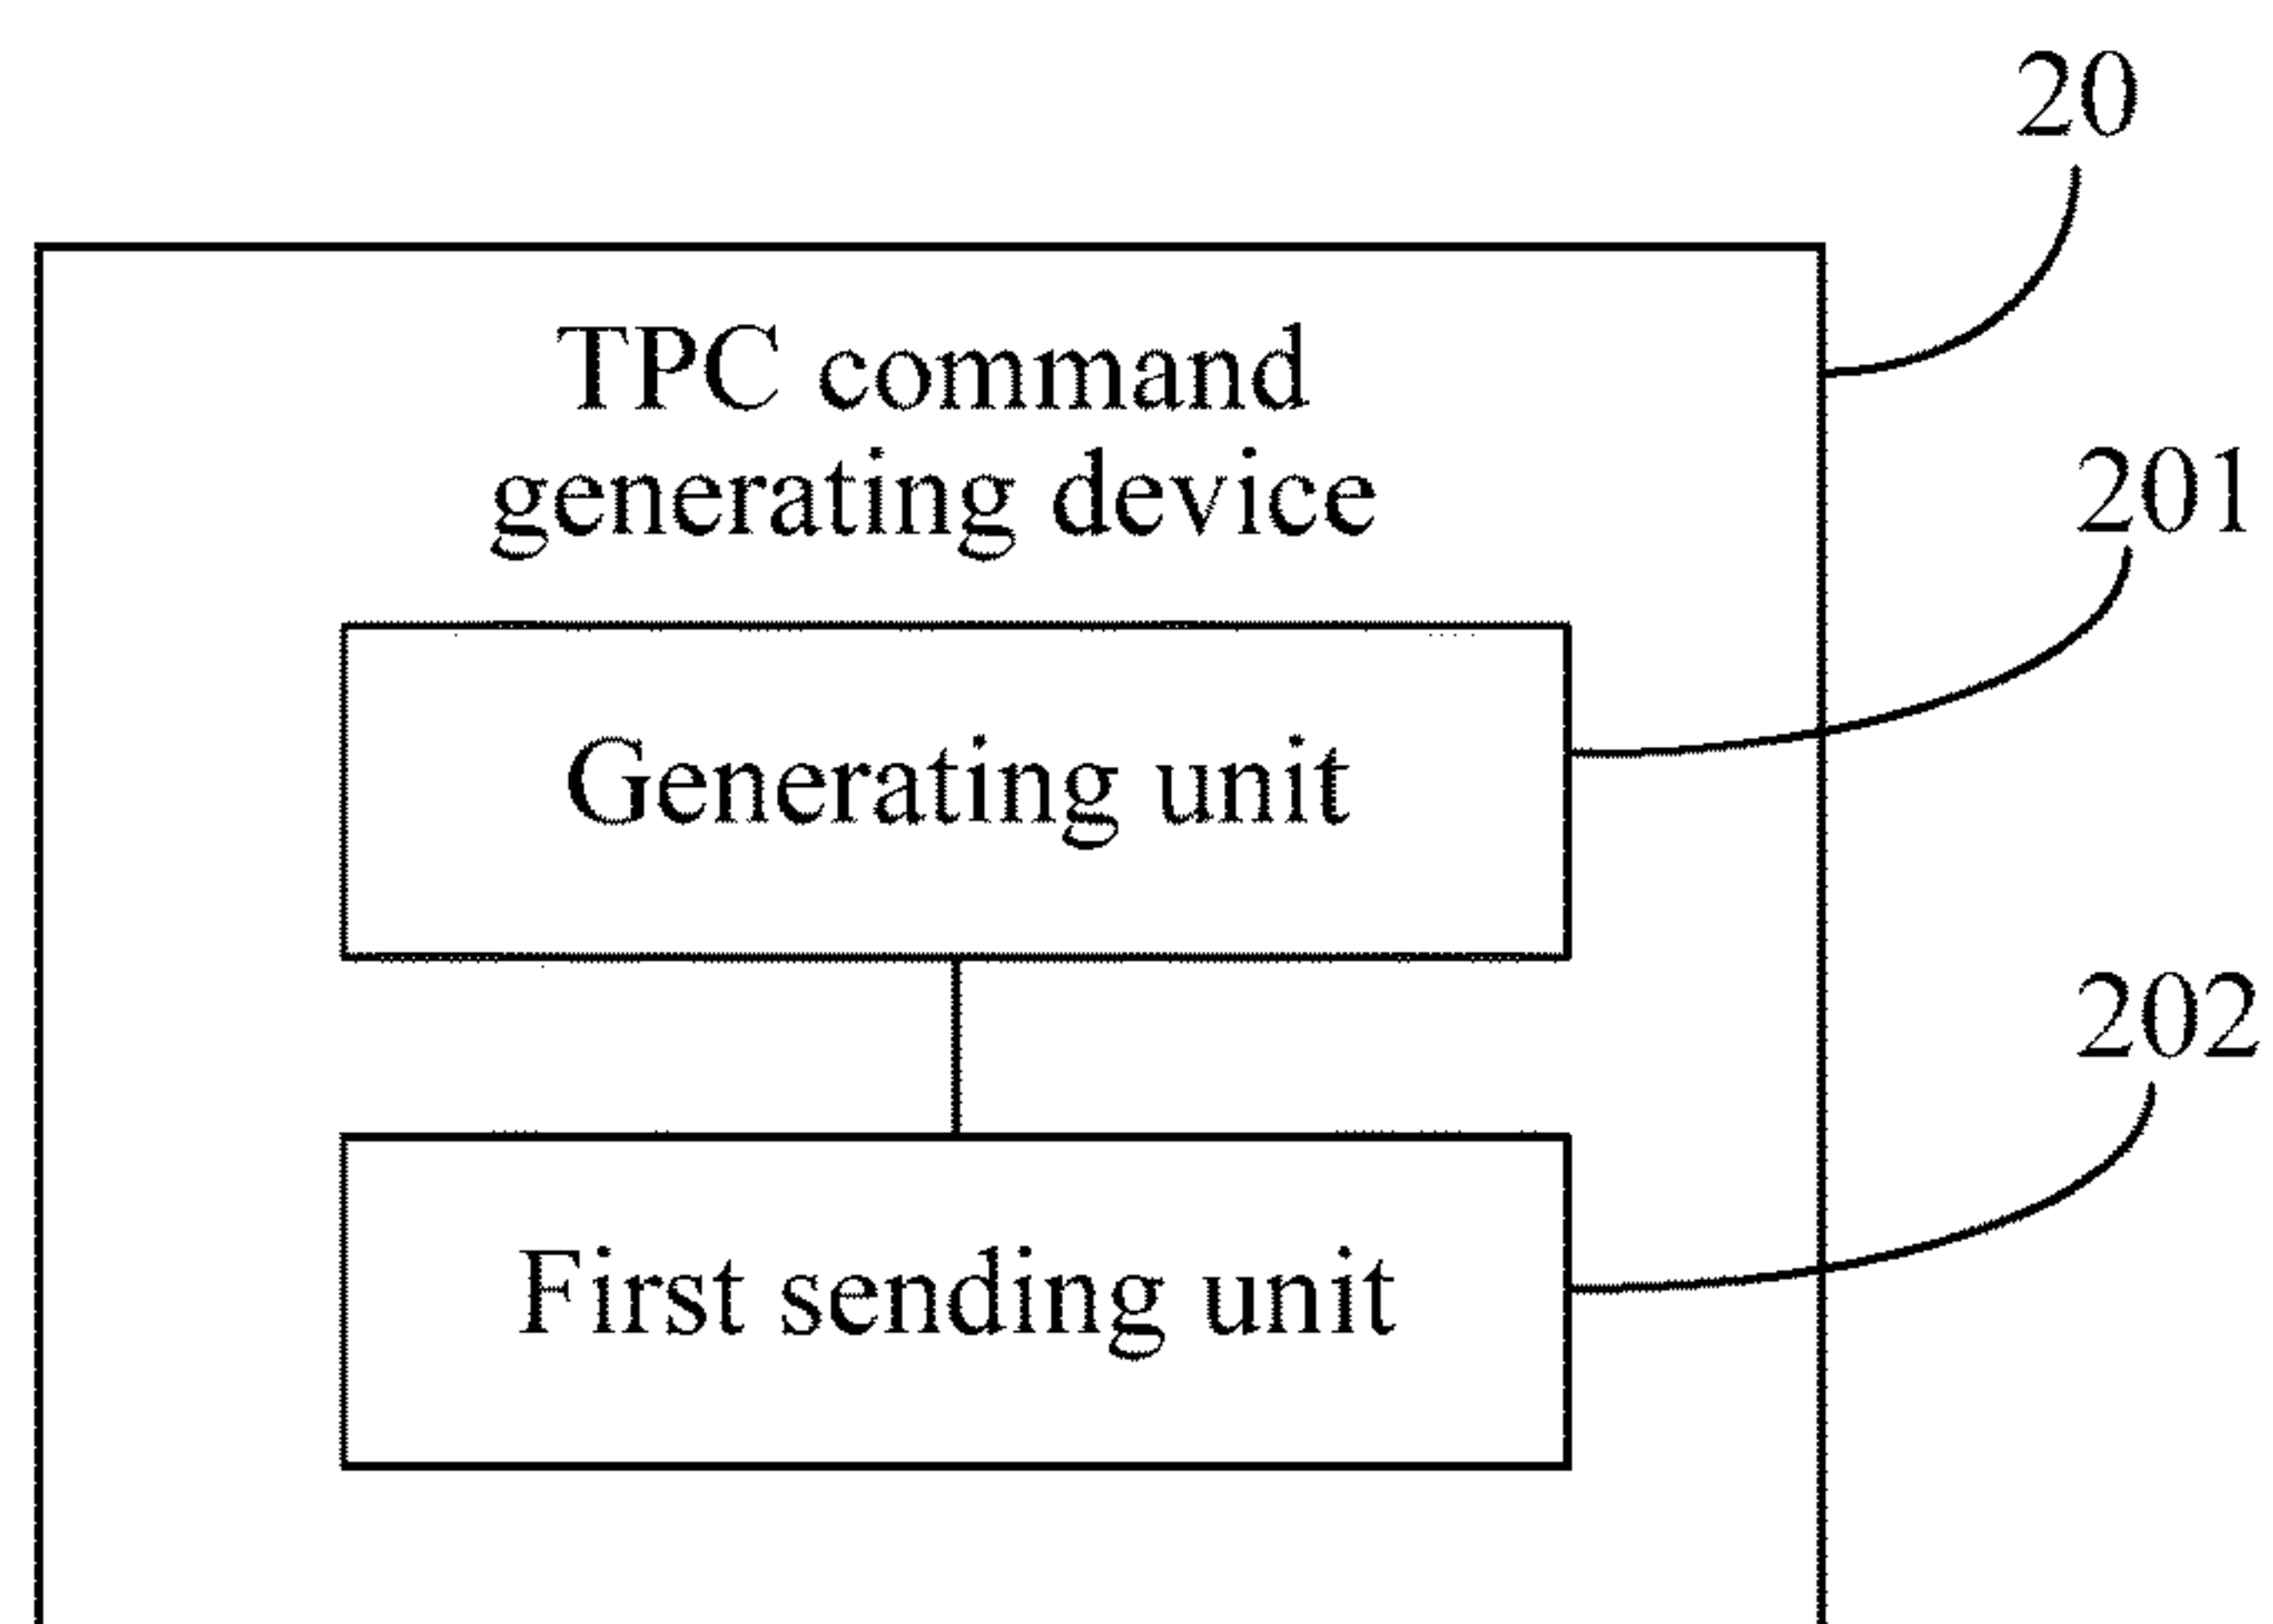 20
TPC command
generating device
201
Generating unit
202
First sending unit